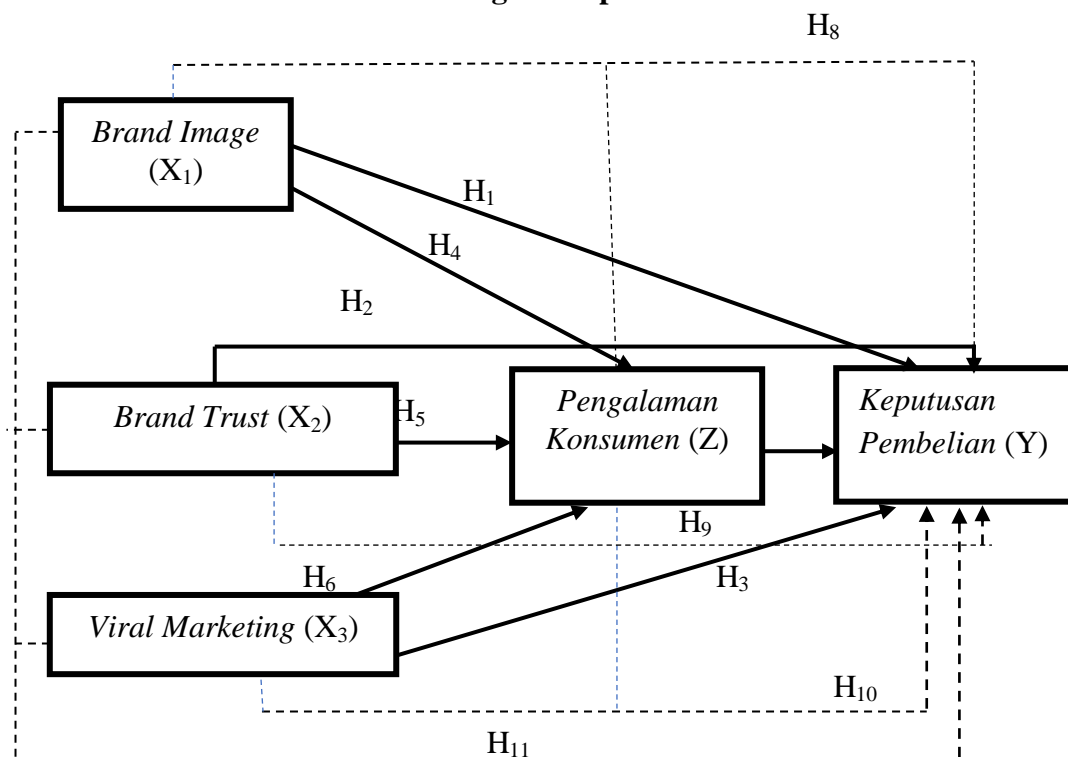 H₈
Brand Image
(X₁)
H₁
H₄
H₂
Brand Trust (X₂)
H₅
Pengalaman
Konsumen (Z)
Keputusan
Pembelian (Y)
H₉
H₆
H₃
Viral Marketing (X₃)
H₁₀
H₁₁